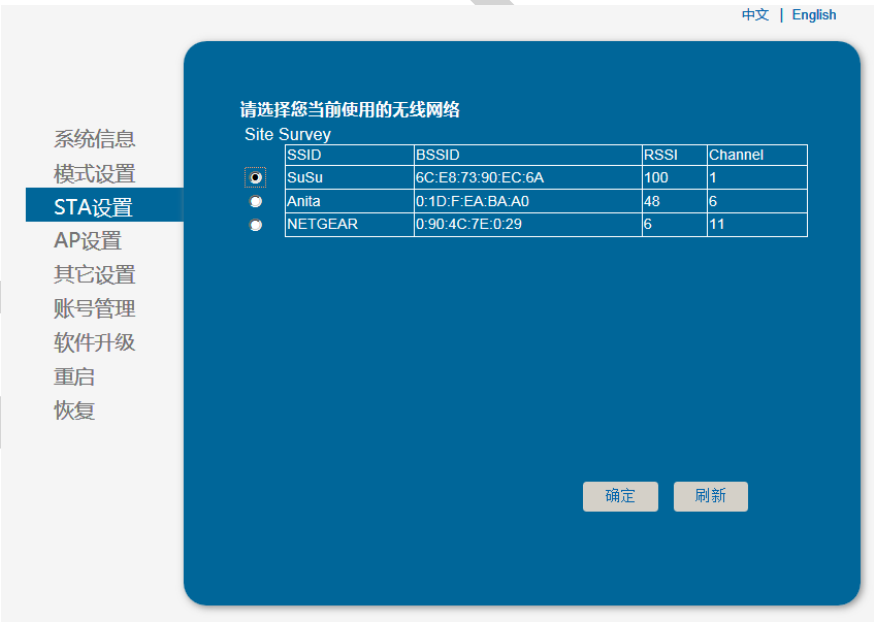 中文 | English
系统信息
模式设置
STA设置
AP设置
其它设置
账号管理
软件升级
重启
恢复
请选择您当前使用的无线网络
Site Survey
SSID BSSID RSSI Channel
SuSu 6C:E8:73:90:EC:6A 100 1
Anita 0:1D:F:EA:BA:A0 48 6
NETGEAR 0:90:4C:7E:0:29 6 11
确定 刷新